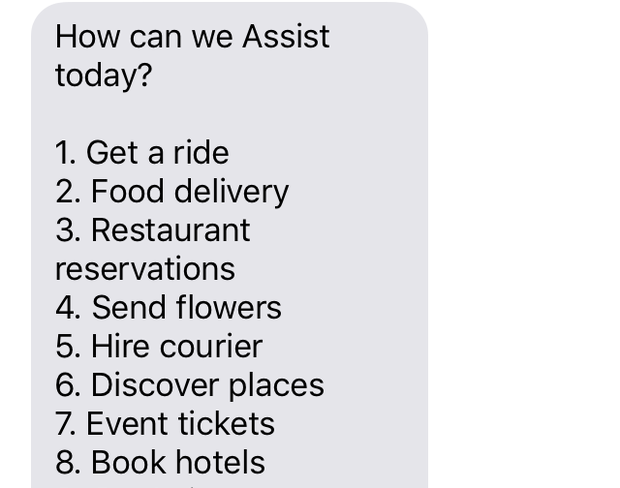 How can we Assist
today?
1. Get a ride
2. Food delivery
3. Restaurant
reservations
4. Send flowers
5. Hire courier
6. Discover places
7. Event tickets
8. Book hotels